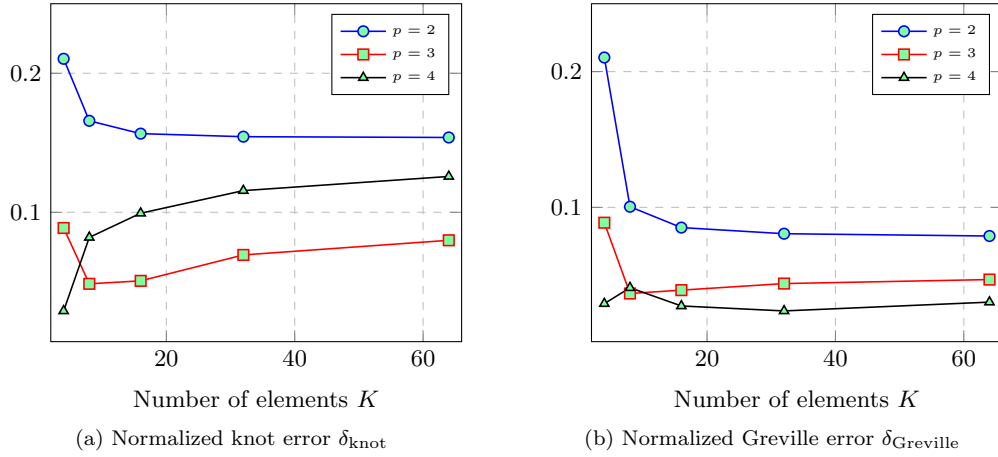 p = 2
p = 3
p = 4
0.2
0.1
20
40
60
Number of elements K
(a) Normalized knot error δknot
p = 2
p = 3
p = 4
0.2
0.1
20
40
60
Number of elements K
(b) Normalized Greville error δGreville